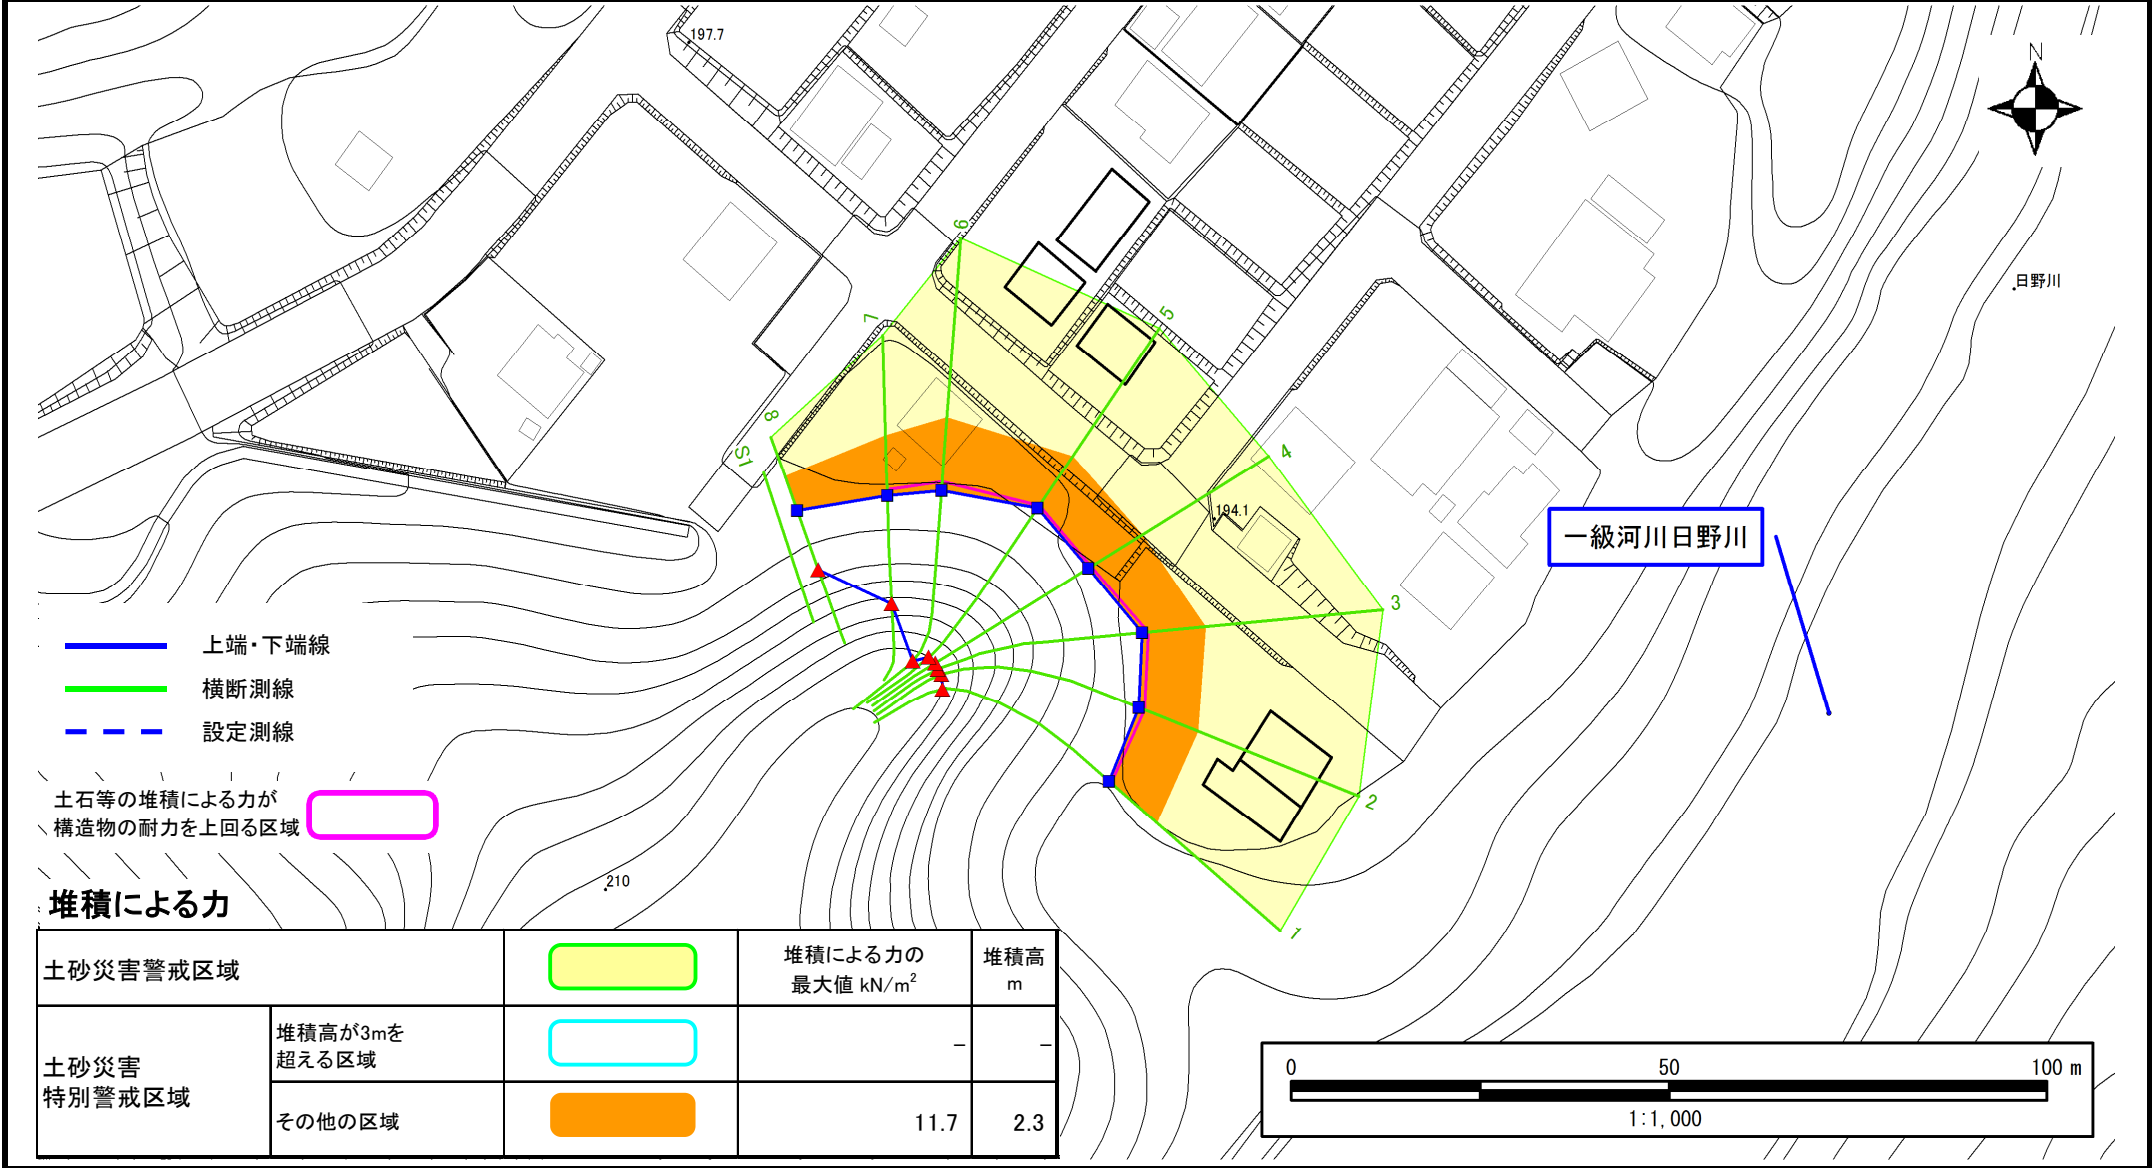 197.7
N
日野川
6
5
7
8
S1
4
194.1
3
一級河川日野川
2
1
上端・下端線
横断測線
設定測線
土石等の堆積による力が
構造物の耐力を上回る区域
210
堆積による力
土砂災害警戒区域
堆積による力の
最大値 kN/m²
堆積高
m
土砂災害
特別警戒区域
堆積高が3mを
超える区域
–
–
その他の区域
11.7
2.3
0 50 100 m
1:1,000